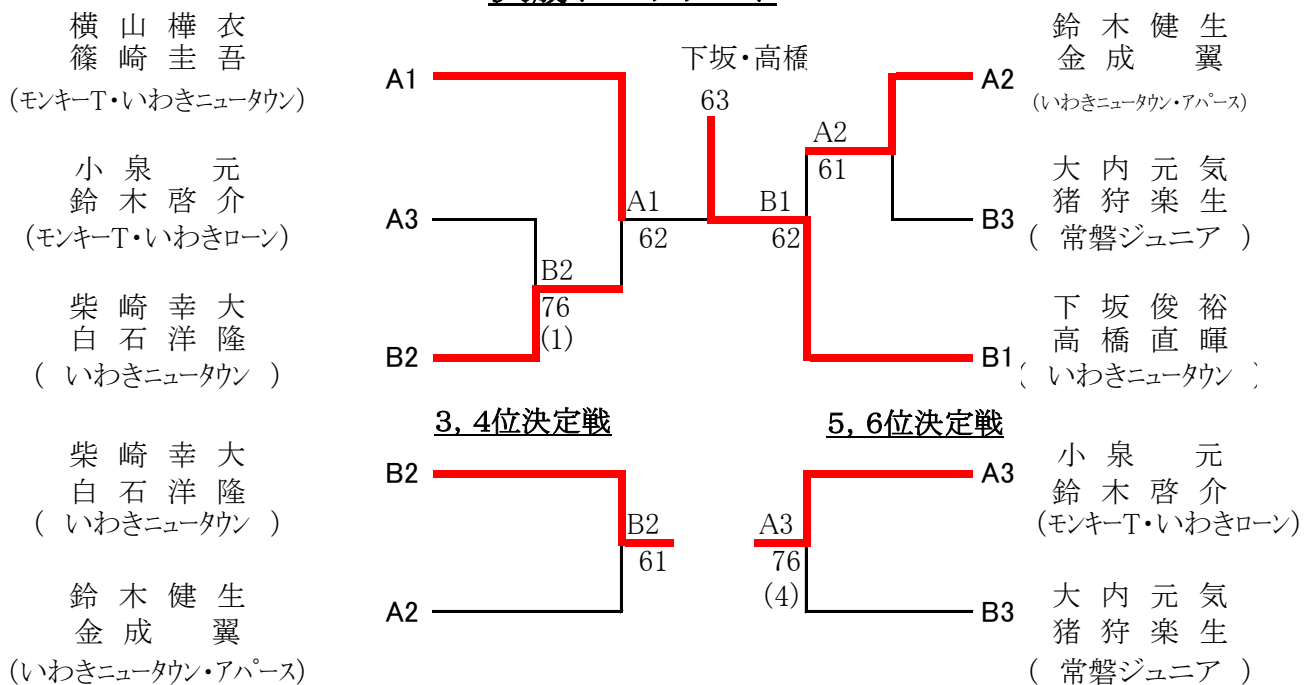 横山樺衣
篠崎圭吾
(モンキーT・いわきニュータウン)
A1
小泉 元
鈴木啓介
(モンキーT・いわきローン)
A3
柴崎幸大
白石洋隆
( いわきニュータウン )
B2
B2
76
(1)
A1
62
下坂・高橋
63
B1
62
A2
61
A2
鈴木健生
金成 翼
(いわきニュータウン・アパース)
B3
大内元気
猪狩楽生
( 常磐ジュニア )
B1
下坂俊裕
高橋直暉
( いわきニュータウン )
3, 4位決定戦
柴崎幸大
白石洋隆
( いわきニュータウン )
B2
B2
61
鈴木健生
金成 翼
(いわきニュータウン・アパース)
A2
5, 6位決定戦
A3
小泉 元
鈴木啓介
(モンキーT・いわきローン)
A3
76
(4)
B3
大内元気
猪狩楽生
( 常磐ジュニア )